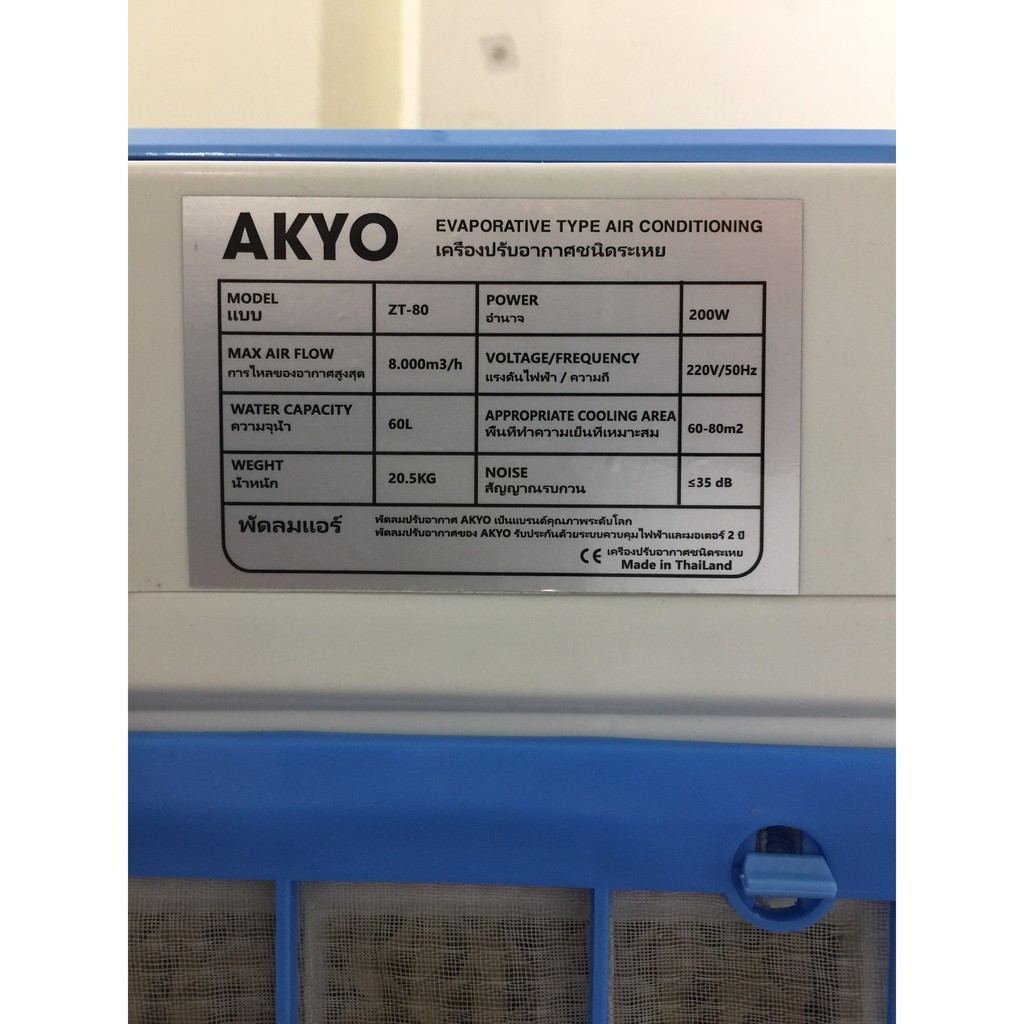 AKYO
EVAPORATIVE TYPE AIR CONDITIONING
เครื่องปรับอากาศชนิดระเหย
MODEL
แบบ
ZT-80
POWER
อำนาจ
200W
MAX AIR FLOW
การไหลของอากาศสูงสุด
8.000m3/h
VOLTAGE/FREQUENCY
แรงดันไฟฟ้า / ความถี่
220V/50Hz
WATER CAPACITY
ความจุน้ำ
60L
APPROPRIATE COOLING AREA
พื้นที่ทำความเย็นที่เหมาะสม
60-80m2
WEGHT
น้ำหนัก
20.5KG
NOISE
สัญญาณรบกวน
≤35 dB
พัดลมแอร์
พัดลมปรับอากาศ AKYO เป็นแบรนด์คุณภาพระดับโลก
พัดลมปรับอากาศของ AKYO รับประกันด้วยระบบควบคุมไฟฟ้าและมอเตอร์ 2 ปี
CE เครื่องปรับอากาศชนิดระเหย
Made in ThaiLand